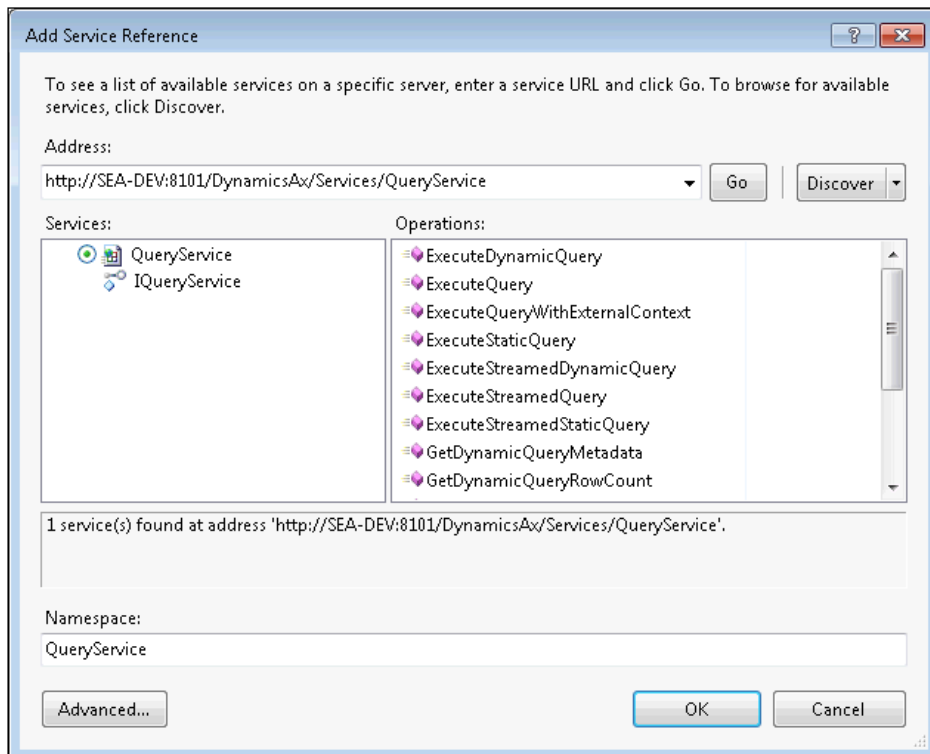 Add Service Reference
To see a list of available services on a specific server, enter a service URL and click Go. To browse for available
services, click Discover.
Address:
http://SEA-DEV:8101/DynamicsAx/Services/QueryService
Go
Discover
Services:
QueryService
IQueryService
Operations:
ExecuteDynamicQuery
ExecuteQuery
ExecuteQueryWithExternalContext
ExecuteStaticQuery
ExecuteStreamedDynamicQuery
ExecuteStreamedQuery
ExecuteStreamedStaticQuery
GetDynamicQueryMetadata
GetDynamicQueryRowCount
1 service(s) found at address 'http://SEA-DEV:8101/DynamicsAx/Services/QueryService'.
Namespace:
QueryService
Advanced...
OK
Cancel